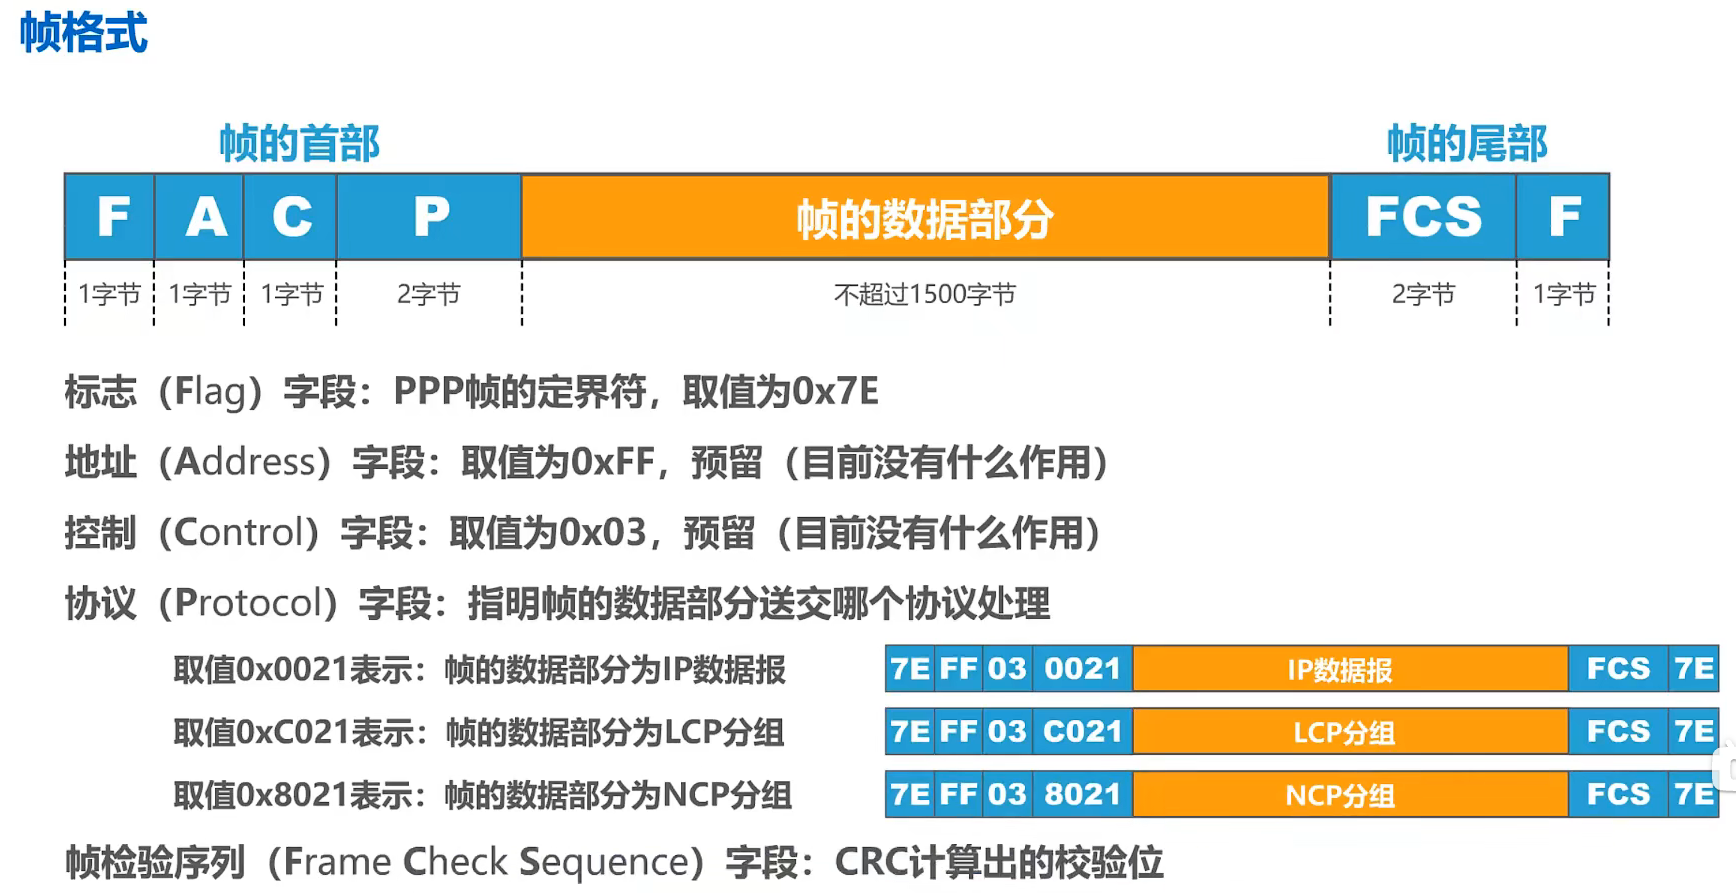 帧格式
帧的首部 帧的尾部
F A C P 帧的数据部分 FCS F
1字节 1字节 1字节 2字节 不超过1500字节 2字节 1字节
标志（Flag）字段：PPP帧的定界符，取值为0x7E
地址（Address）字段：取值为0xFF，预留（目前没有什么作用）
控制（Control）字段：取值为0x03，预留（目前没有什么作用）
协议（Protocol）字段：指明帧的数据部分送交哪个协议处理
取值0x0021表示：帧的数据部分为IP数据报 7E FF 03 0021 IP数据报 FCS 7E
取值0xC021表示：帧的数据部分为LCP分组 7E FF 03 C021 LCP分组 FCS 7E
取值0x8021表示：帧的数据部分为NCP分组 7E FF 03 8021 NCP分组 FCS 7E
帧检验序列（Frame Check Sequence）字段：CRC计算出的校验位